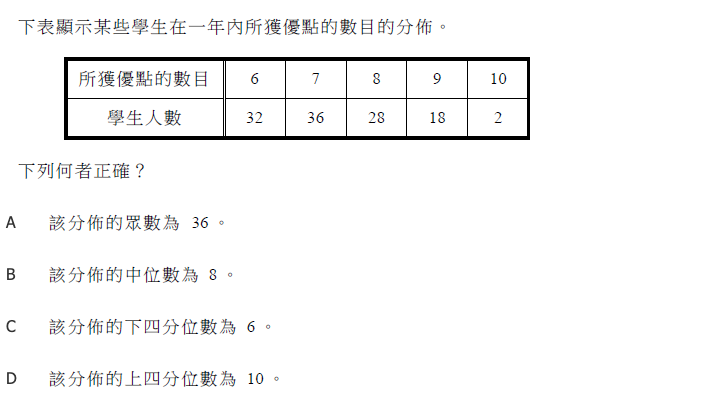 下表顯示某些學生在一年內所獲優點的數目的分佈。
所獲優點的數目 6 7 8 9 10
學生人數 32 36 28 18 2
下列何者正確？
A 該分佈的眾數為 36 。
B 該分佈的中位數為 8 。
C 該分佈的下四分位數為 6 。
D 該分佈的上四分位數為 10 。